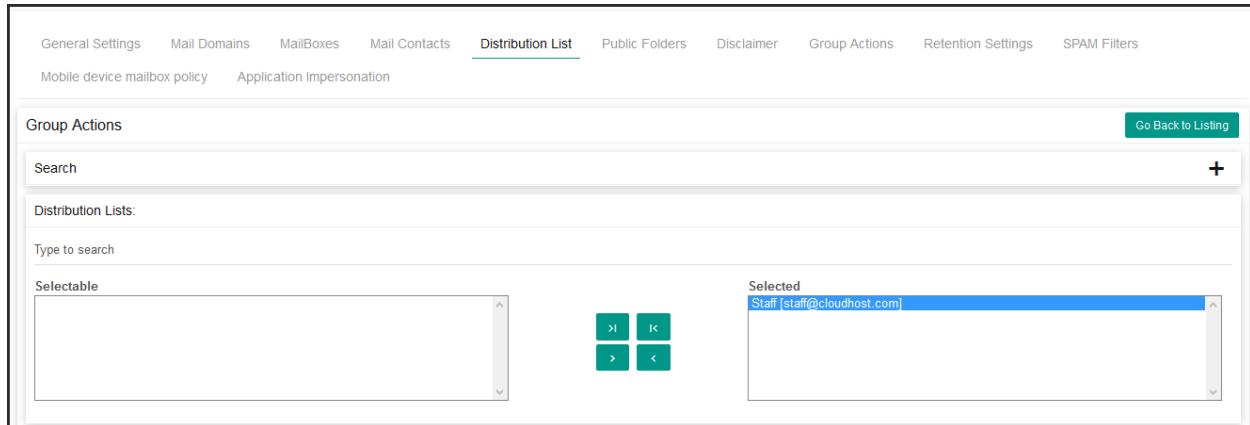 General Settings Mail Domains MailBoxes Mail Contacts Distribution List Public Folders Disclaimer Group Actions Retention Settings SPAM Filters
Mobile device mailbox policy Application Impersonation
Group Actions Go Back to Listing
Search +
Distribution Lists:
Type to search
Selectable Selected
Staff [staff@cloudhost.com]
>I I<
> <